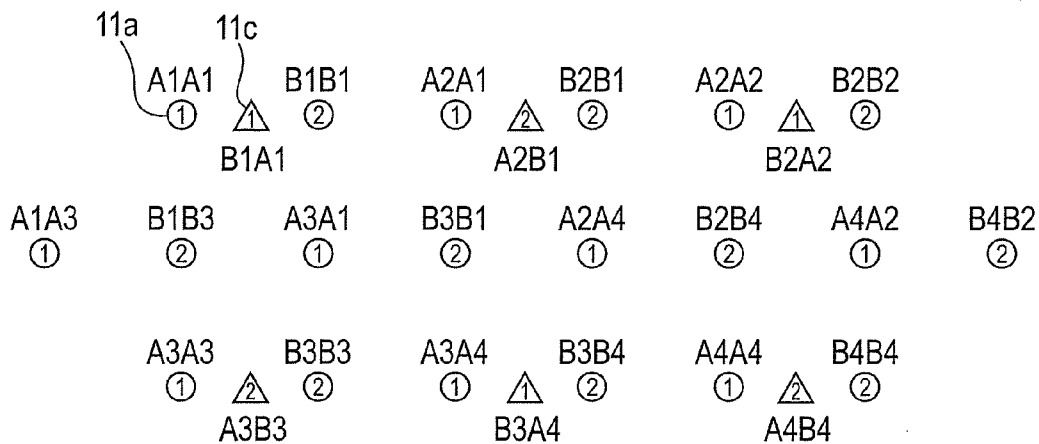 11a 11c
A1A1 B1B1 A2A1 B2B1 A2A2 B2B2
1 1 2 1 2 2 1 1 2
B1A1 A2B1 B2A2
A1A3 B1B3 A3A1 B3B1 A2A4 B2B4 A4A2 B4B2
1 2 1 2 1 2 1 2
A3A3 B3B3 A3A4 B3B4 A4A4 B4B4
1 2 2 1 1 2 1 2 2
A3B3 B3A4 A4B4